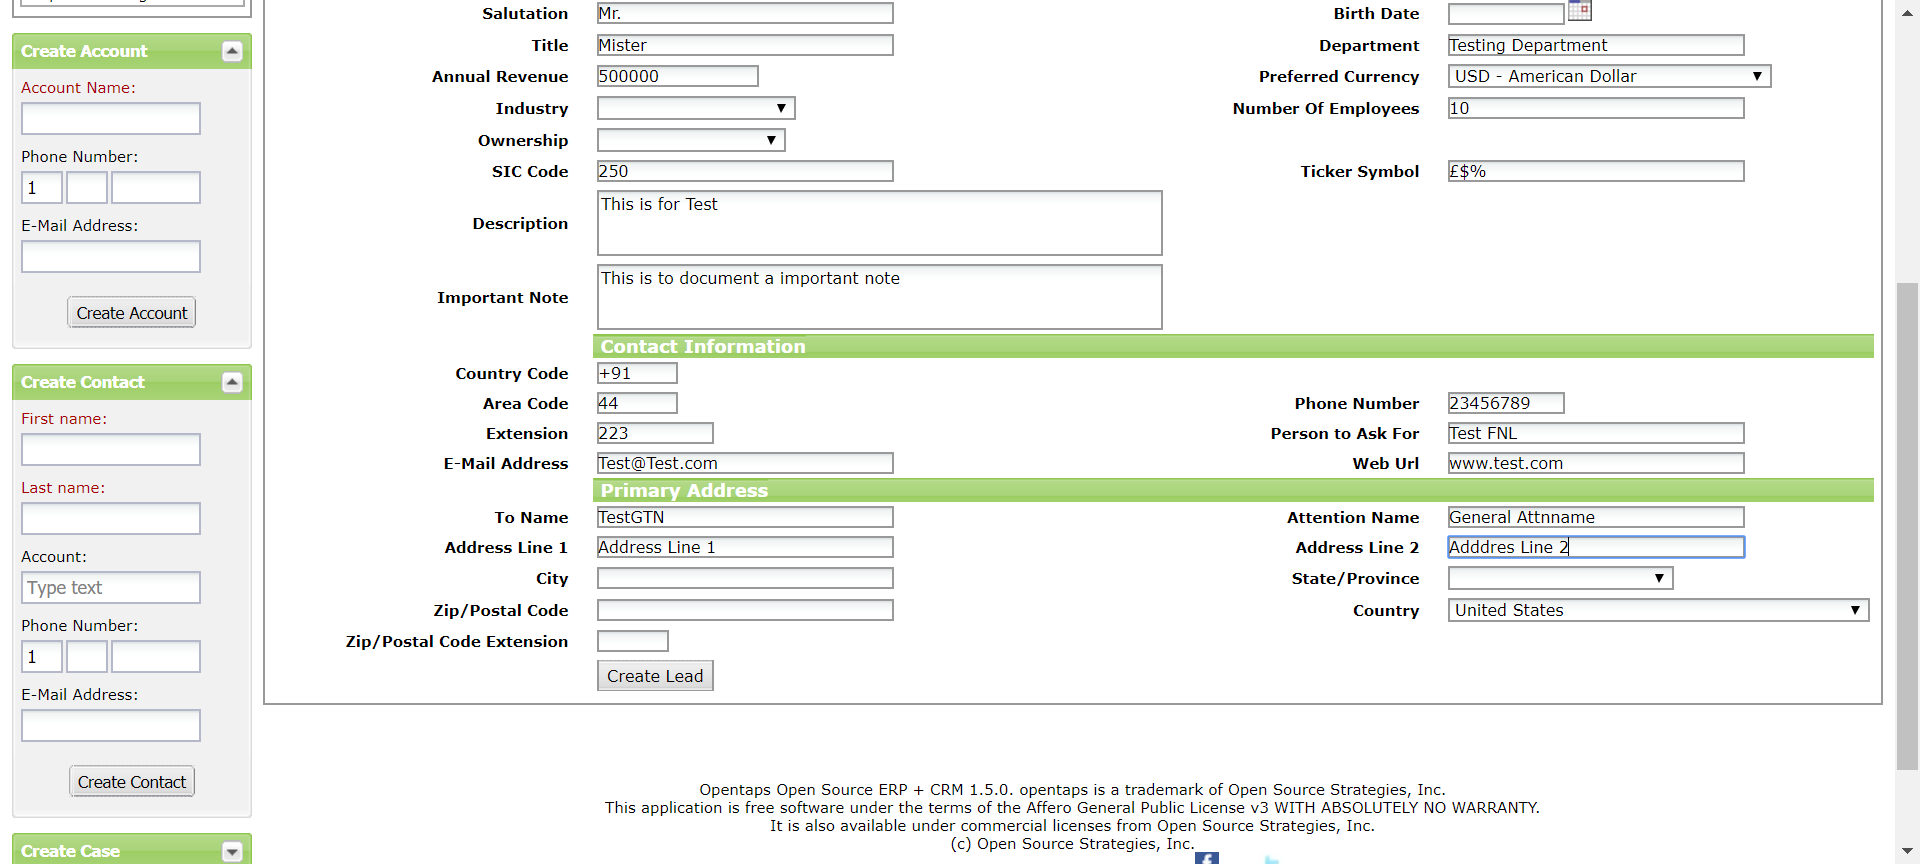 Create Account
Account Name:
Phone Number:
1
E-Mail Address:
Create Account
Create Contact
First name:
Last name:
Account:
Type text
Phone Number:
1
E-Mail Address:
Create Contact
Create Case
Salutation Mr. Birth Date
Title Mister Department Testing Department
Annual Revenue 500000 Preferred Currency USD - American Dollar
Industry Number Of Employees 10
Ownership
SIC Code 250 Ticker Symbol £$%
Description This is for Test
Important Note This is to document a important note
Contact Information
Country Code +91
Area Code 44 Phone Number 23456789
Extension 223 Person to Ask For Test FNL
E-Mail Address Test@Test.com Web Url www.test.com
Primary Address
To Name TestGTN Attention Name General Attnname
Address Line 1 Address Line 1 Address Line 2 Adddres Line 2
City State/Province
Zip/Postal Code Country United States
Zip/Postal Code Extension
Create Lead
Opentaps Open Source ERP + CRM 1.5.0. opentaps is a trademark of Open Source Strategies, Inc.
This application is free software under the terms of the Affero General Public License v3 WITH ABSOLUTELY NO WARRANTY.
It is also available under commercial licenses from Open Source Strategies, Inc.
(c) Open Source Strategies, Inc.